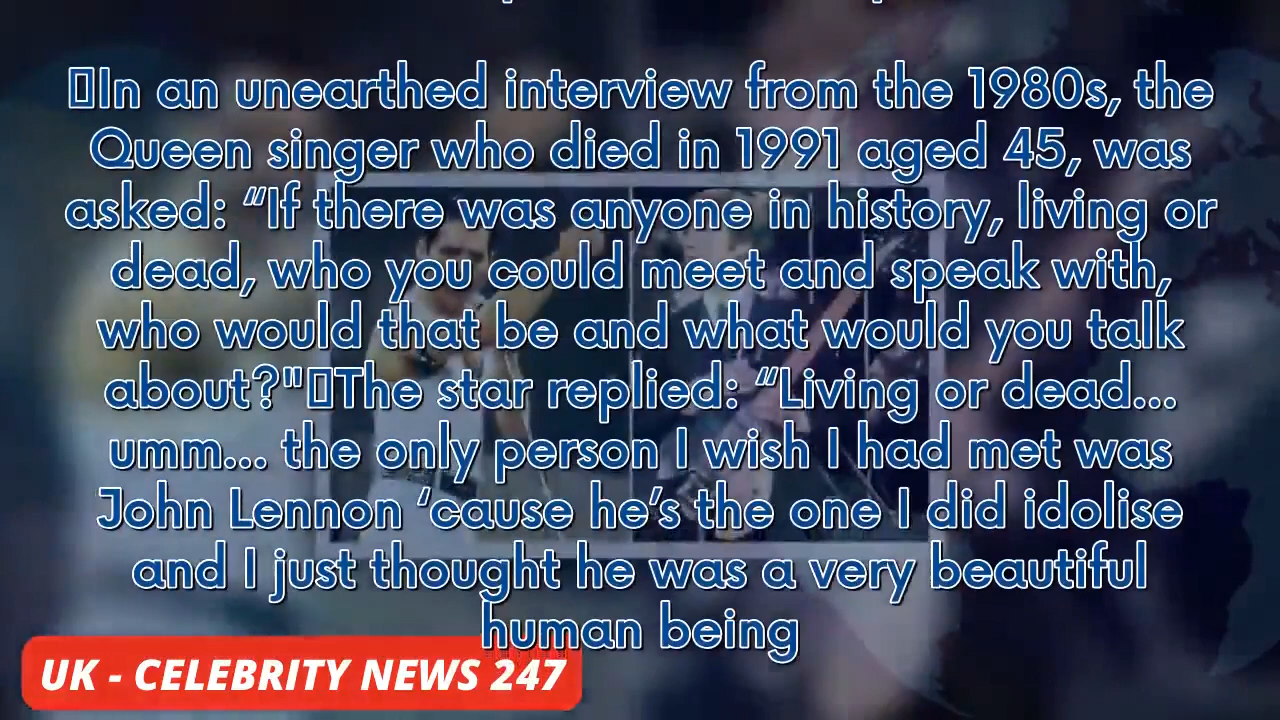 ▯In an unearthed interview from the 1980s, the
Queen singer who died in 1991 aged 45, was
asked: “If there was anyone in history, living or
dead, who you could meet and speak with,
who would that be and what would you talk
about?"▯The star replied: “Living or dead...
umm... the only person I wish I had met was
John Lennon ‘cause he’s the one I did idolise
and I just thought he was a very beautiful
human being
UK - CELEBRITY NEWS 247